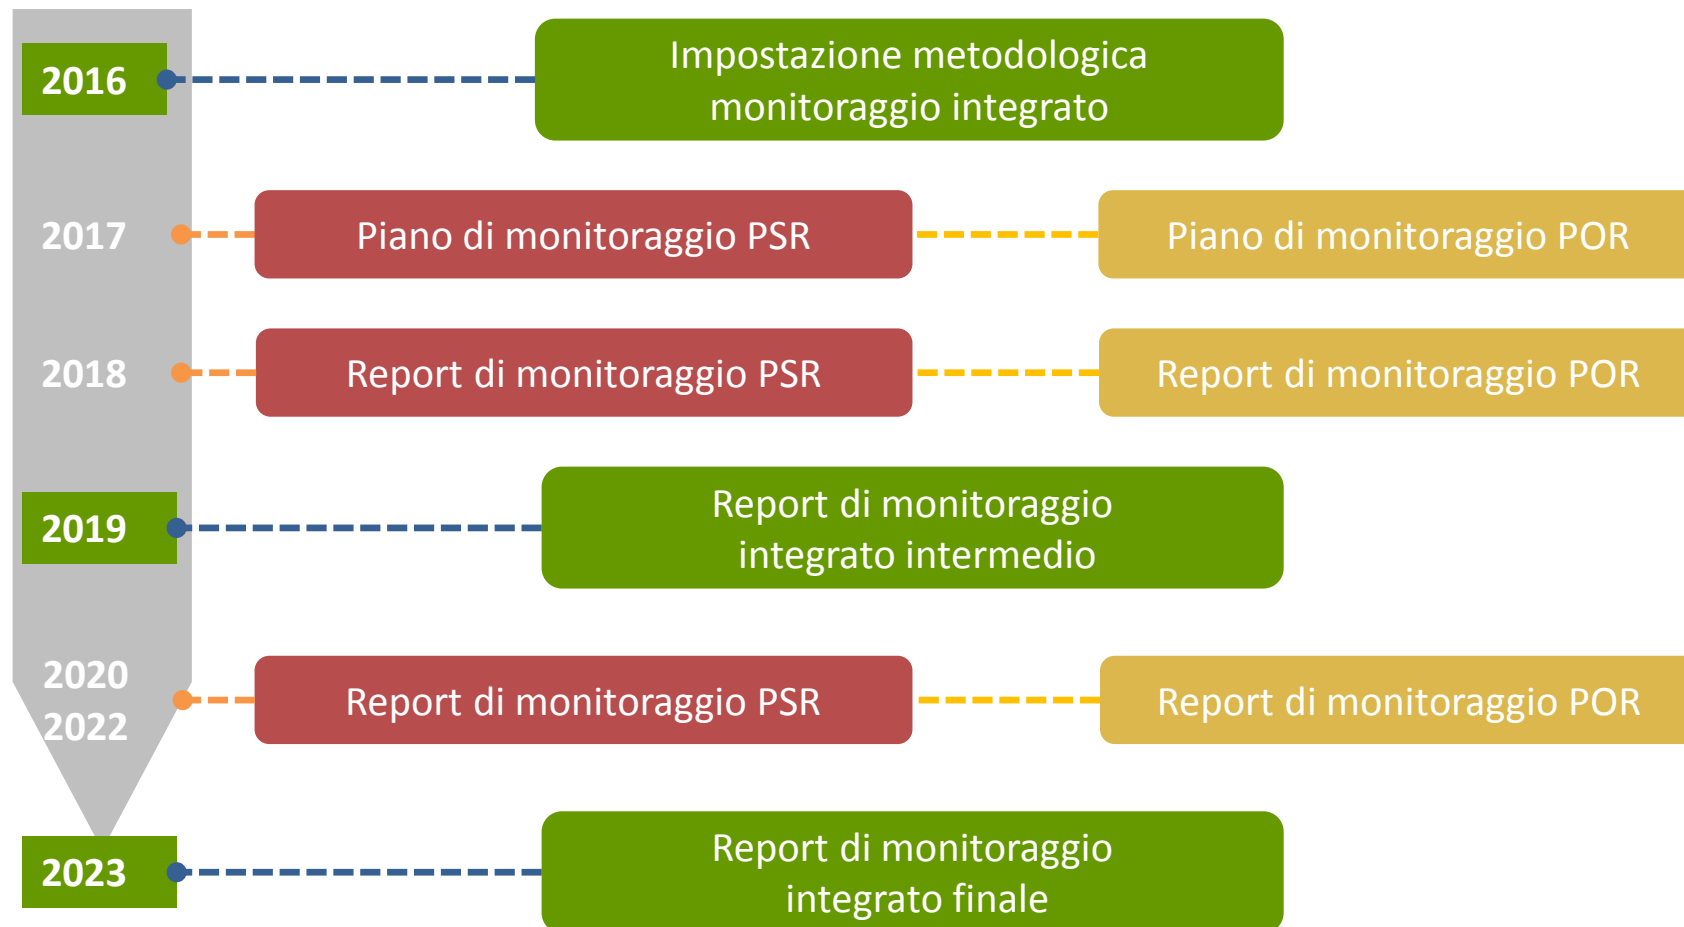 2016
Impostazione metodologica
monitoraggio integrato
2017
Piano di monitoraggio PSR
Piano di monitoraggio POR
2018
Report di monitoraggio PSR
Report di monitoraggio POR
2019
Report di monitoraggio
integrato intermedio
2020
2022
Report di monitoraggio PSR
Report di monitoraggio POR
2023
Report di monitoraggio
integrato finale